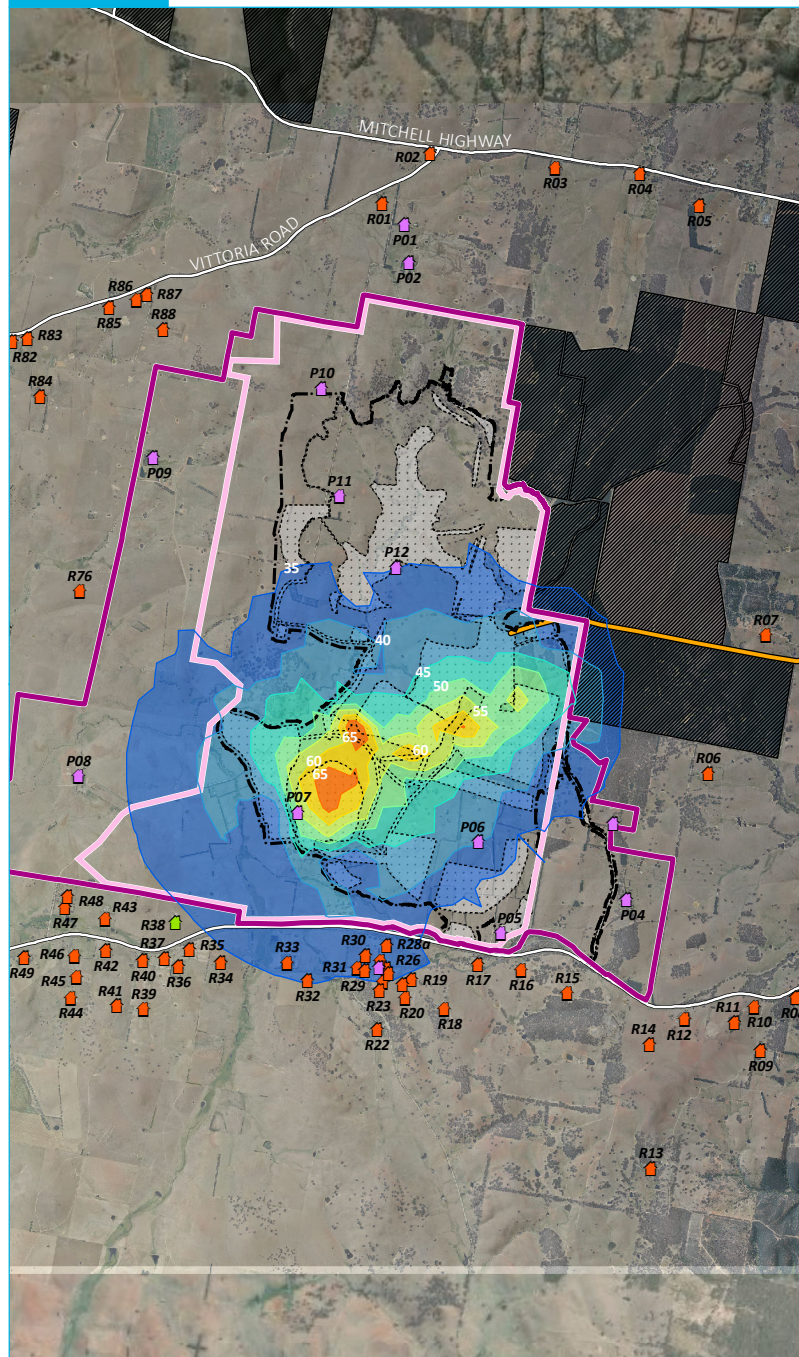 MITCHELL HIGHWAY
R02
R03
R04
R05
R01
P01
VITTORIA ROAD
P02
R86
R87
R85
R88
R83
R82
R84
P10
P09
P11
P12
35
R76
R07
40
45
50
55
65
60
60
65
R06
P08
P07
P06
P04
R48
R47
R43
R38
P05
R28a
R37
R35
R30
R33
R46
R42
R49
R40
R36
R34
R31
R26
R17
R16
R45
R29
R32
R19
R15
R23
R44
R41
R39
R20
R18
R11
R10
R14
R12
R22
R09
R13